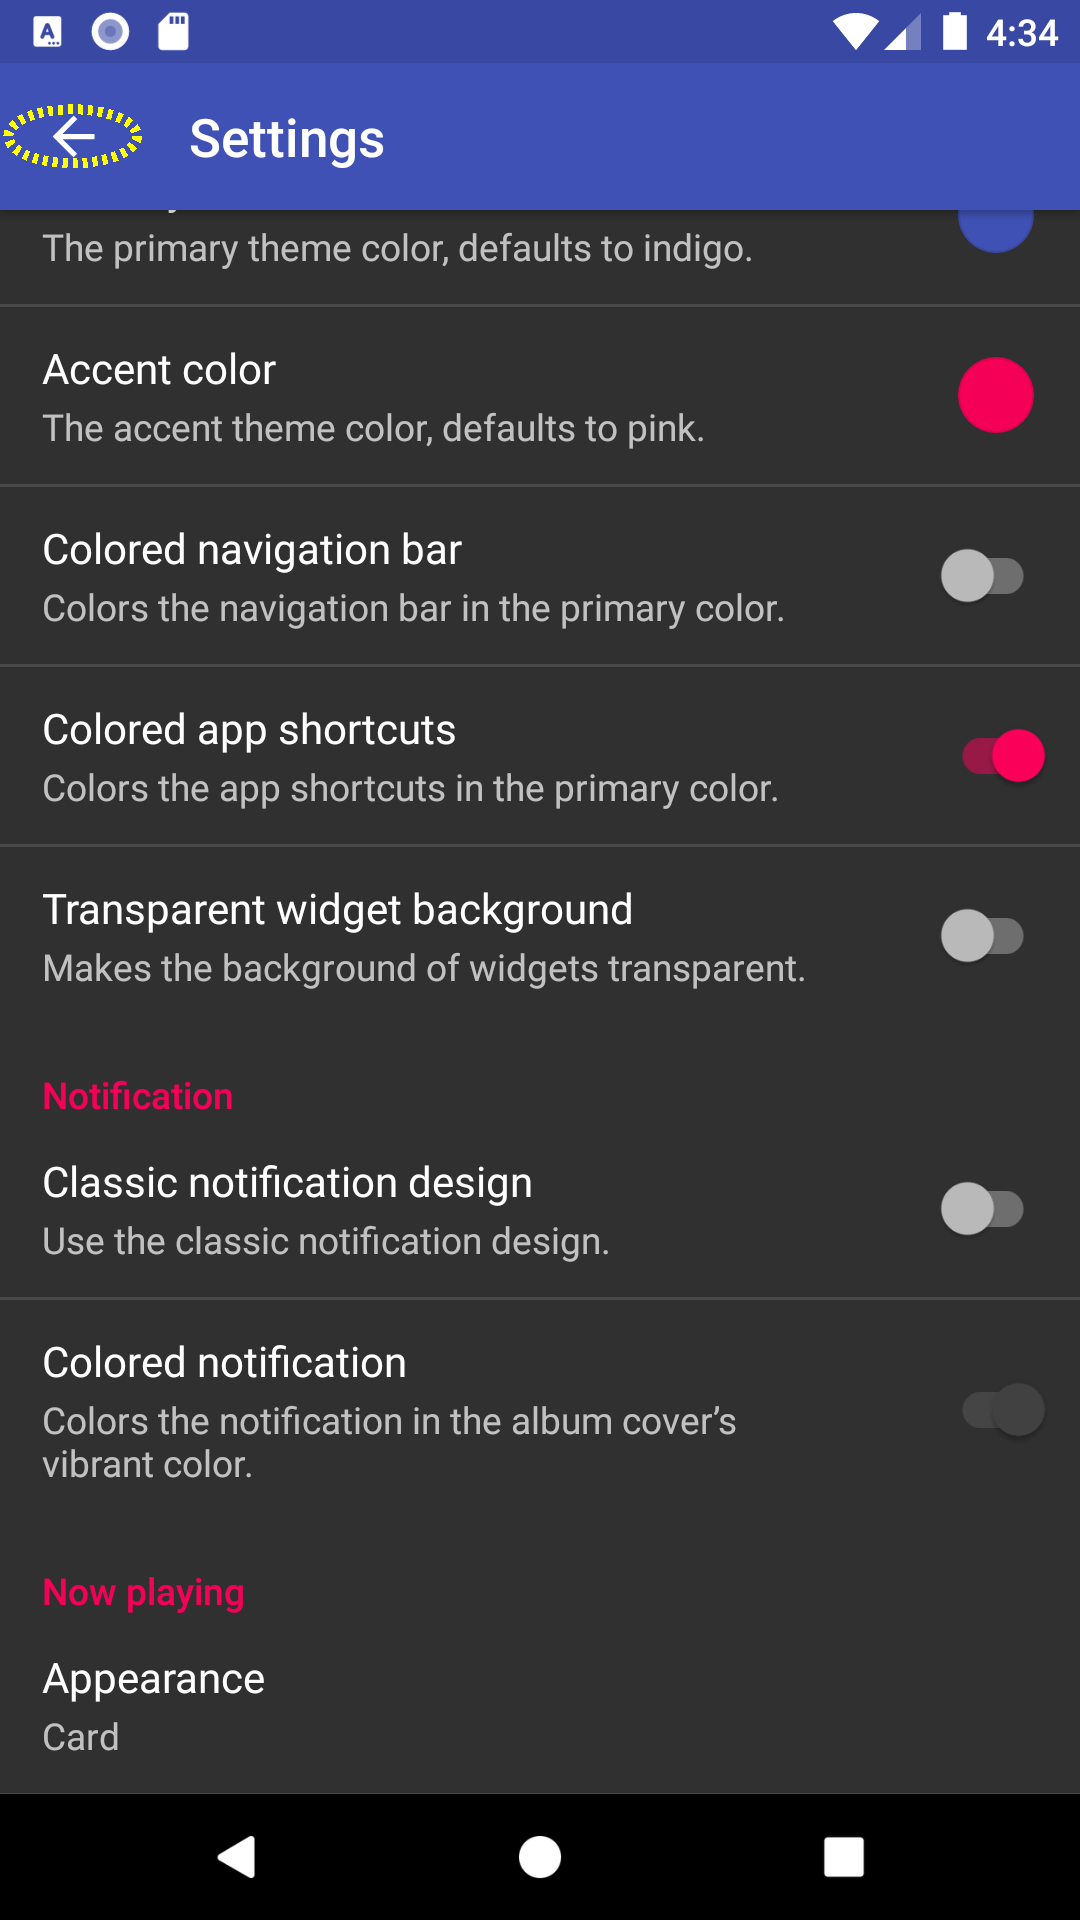 4:34
Settings
The primary theme color, defaults to indigo.
Accent color
The accent theme color, defaults to pink.
Colored navigation bar
Colors the navigation bar in the primary color.
Colored app shortcuts
Colors the app shortcuts in the primary color.
Transparent widget background
Makes the background of widgets transparent.
Notification
Classic notification design
Use the classic notification design.
Colored notification
Colors the notification in the album cover’s
vibrant color.
Now playing
Appearance
Card